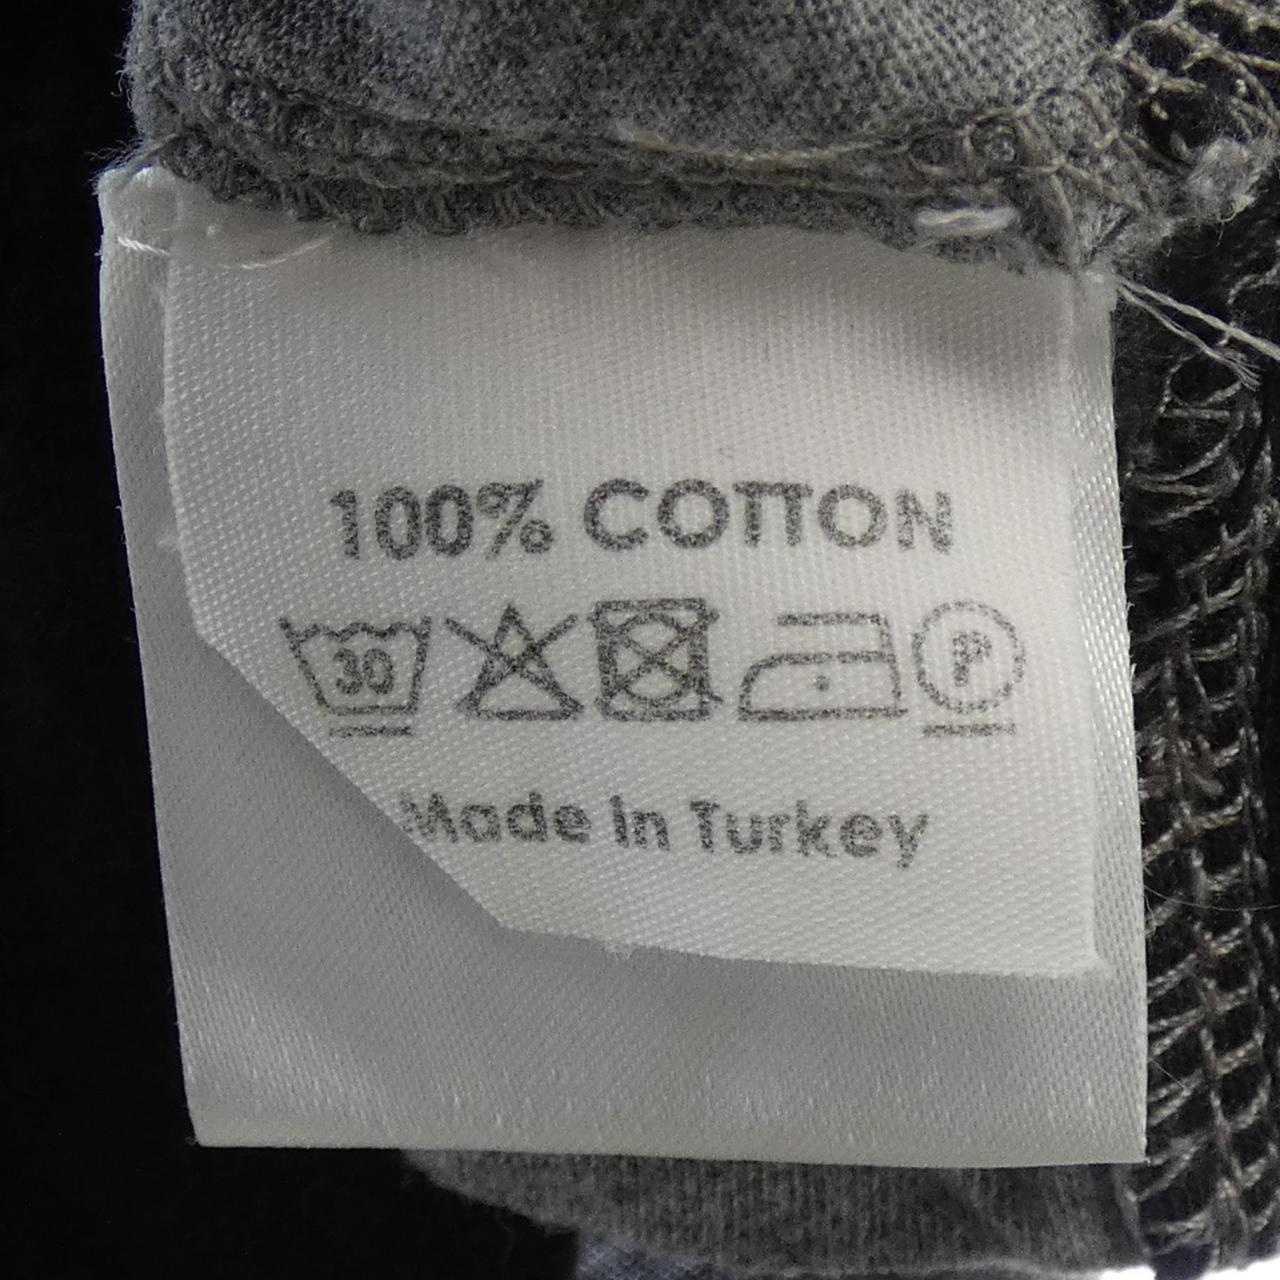 100% COTTON
30 P
Made in Turkey